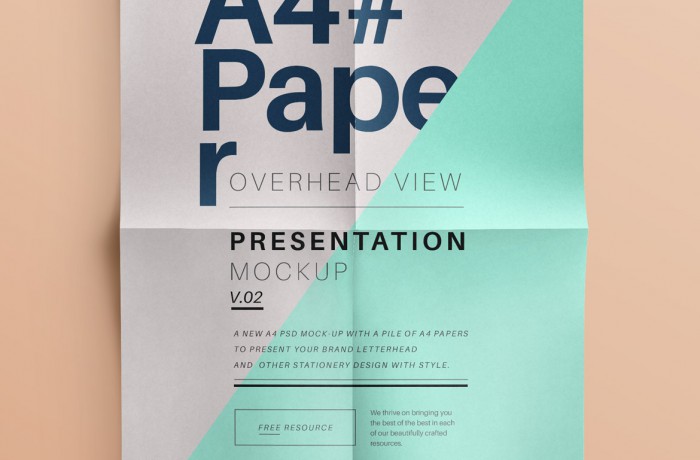 A4#
Pape
r
OVERHEAD VIEW
PRESENTATION
MOCKUP
V.02
A NEW A4 PSD MOCK-UP WITH A PILE OF A4 PAPERS
TO PRESENT YOUR BRAND LETTERHEAD
AND OTHER STATIONERY DESIGN WITH STYLE.
FREE RESOURCE
We thrive on bringing you
the best of the best in each
of our beautifully crafted
resources.